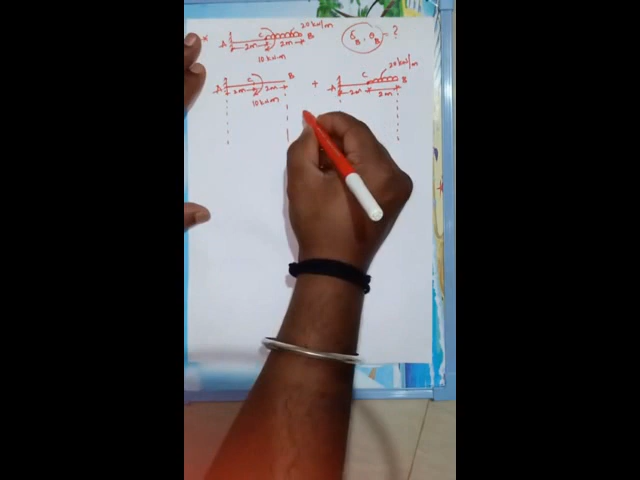 20 kN/m
* A C B δB, θB = ?
2m 2m
10 kN·m
20 kN/m
A C B + A C B
2m 2m 2m 2m
10 kN·m